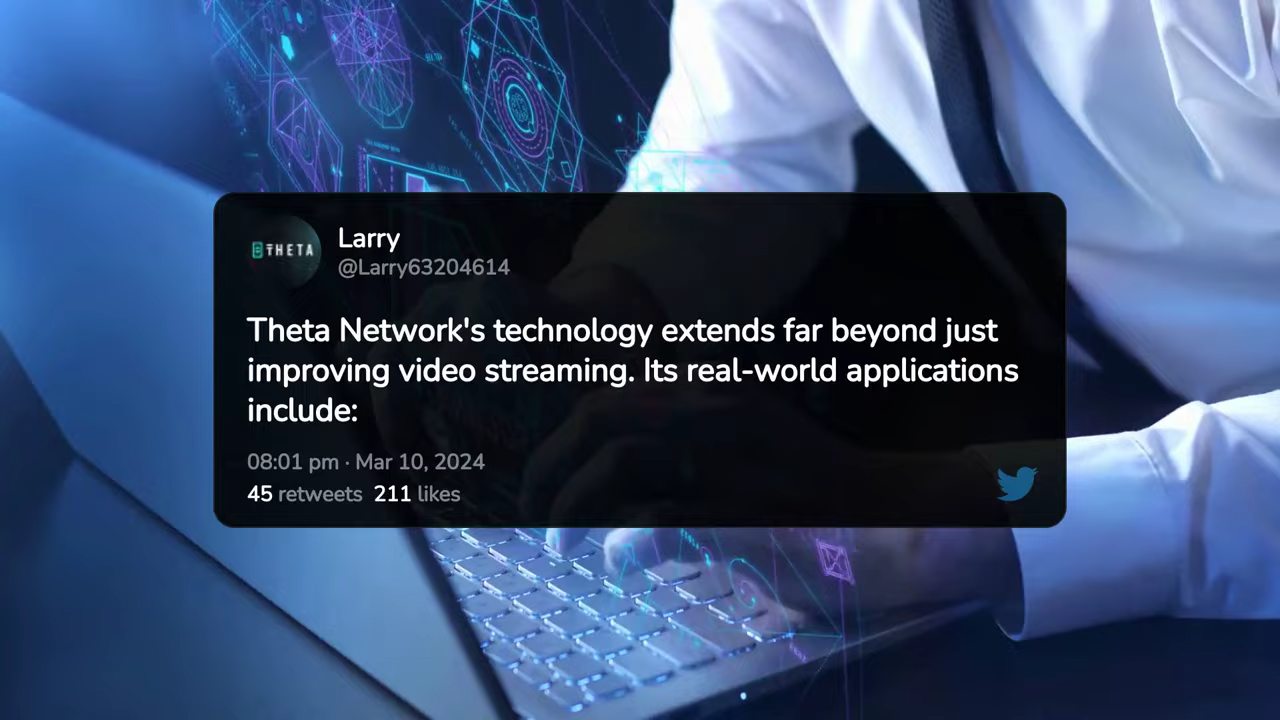 THETA
Larry
@Larry63204614
Theta Network's technology extends far beyond just
improving video streaming. Its real-world applications
include:
08:01 pm · Mar 10, 2024
45 retweets 211 likes